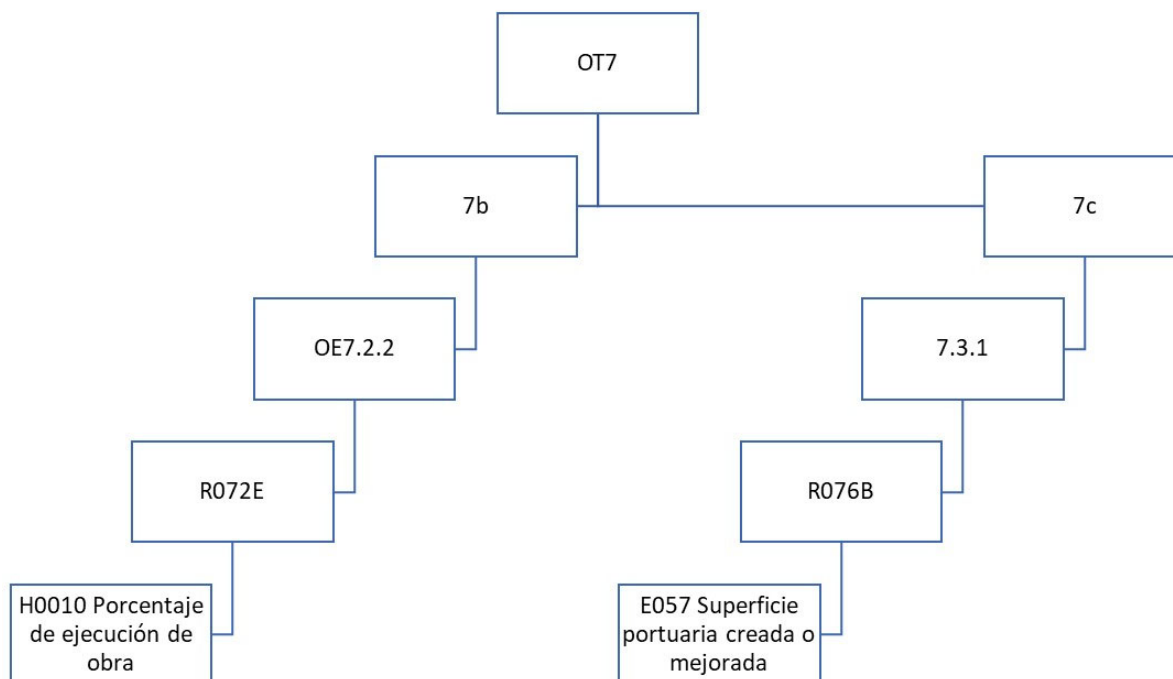 OT7
7b
7c
OE7.2.2
7.3.1
R072E
R076B
H0010 Porcentaje
de ejecución de
obra
E057 Superficie
portuaria creada o
mejorada